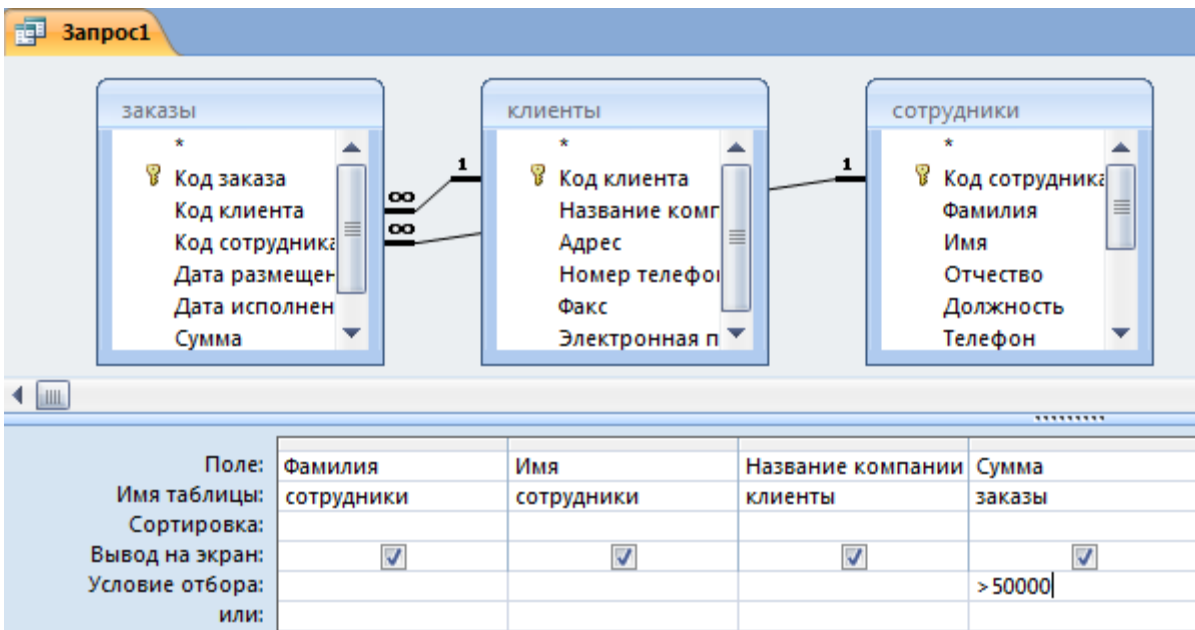 Запрос1
заказы
*
Код заказа
Код клиента
Код сотрудника
Дата размещен
Дата исполнен
Сумма
∞
∞
1
клиенты
*
Код клиента
Название комп
Адрес
Номер телефо
Факс
Электронная п
1
сотрудники
*
Код сотрудника
Фамилия
Имя
Отчество
Должность
Телефон
Поле: Фамилия Имя Название компании Сумма
Имя таблицы: сотрудники сотрудники клиенты заказы
Сортировка:
Вывод на экран:
Условие отбора: >50000
или: